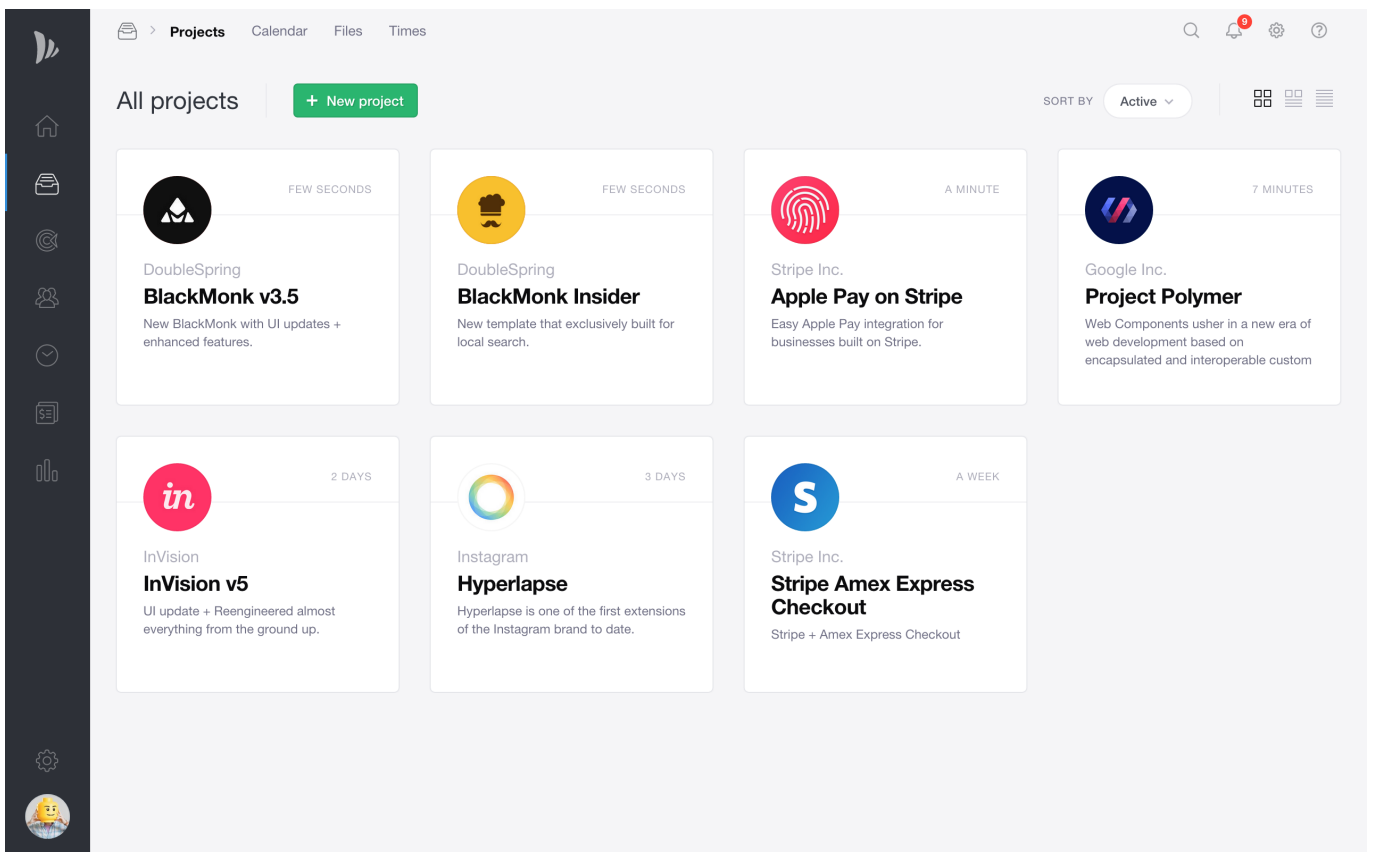 Projects Calendar Files Times
9
All projects
+ New project
SORT BY Active
FEW SECONDS
DoubleSpring
BlackMonk v3.5
New BlackMonk with UI updates +
enhanced features.
FEW SECONDS
DoubleSpring
BlackMonk Insider
New template that exclusively built for
local search.
A MINUTE
Stripe Inc.
Apple Pay on Stripe
Easy Apple Pay integration for
businesses built on Stripe.
7 MINUTES
Google Inc.
Project Polymer
Web Components usher in a new era of
web development based on
encapsulated and interoperable custom
in
2 DAYS
InVision
InVision v5
UI update + Reengineered almost
everything from the ground up.
3 DAYS
Instagram
Hyperlapse
Hyperlapse is one of the first extensions
of the Instagram brand to date.
S
A WEEK
Stripe Inc.
Stripe Amex Express
Checkout
Stripe + Amex Express Checkout